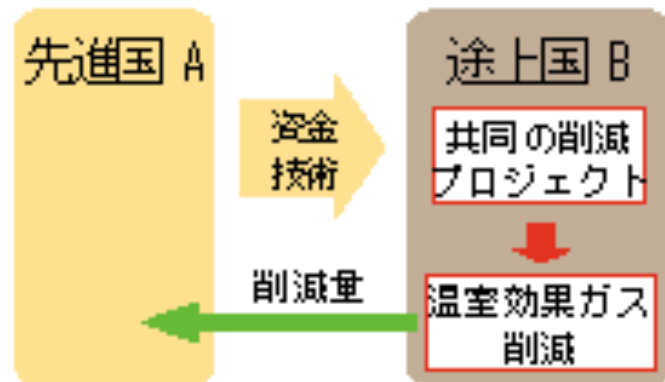 先進国 A
途上国 B
資金
技術
共同の削減
プロジェクト
削減量
温室効果ガス
削減